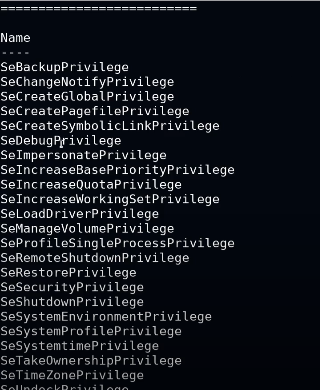 ==========================
Name
----
SeBackupPrivilege
SeChangeNotifyPrivilege
SeCreateGlobalPrivilege
SeCreatePagefilePrivilege
SeCreateSymbolicLinkPrivilege
SeDebugPrivilege
SeImpersonatePrivilege
SeIncreaseBasePriorityPrivilege
SeIncreaseQuotaPrivilege
SeIncreaseWorkingSetPrivilege
SeLoadDriverPrivilege
SeManageVolumePrivilege
SeProfileSingleProcessPrivilege
SeRemoteShutdownPrivilege
SeRestorePrivilege
SeSecurityPrivilege
SeShutdownPrivilege
SeSystemEnvironmentPrivilege
SeSystemProfilePrivilege
SeSystemtimePrivilege
SeTakeOwnershipPrivilege
SeTimeZonePrivilege
SeUndockPrivilege